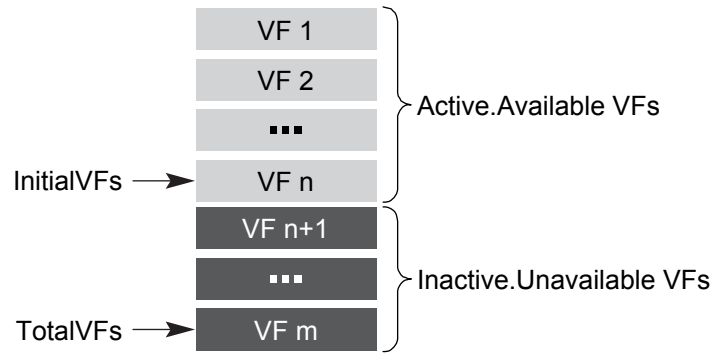 VF 1
VF 2
...
Active.Available VFs
InitialVFs
VF n
VF n+1
...
Inactive.Unavailable VFs
TotalVFs
VF m